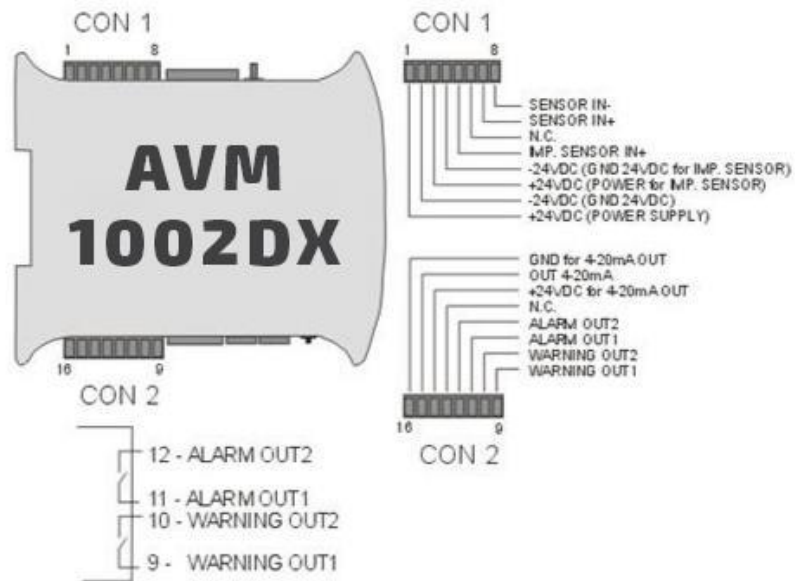 CON 1
1 8
AVM
1002DX
16 9
CON 2
12 - ALARM OUT2
11 - ALARM OUT1
10 - WARNING OUT2
9 - WARNING OUT1
CON 1
1 8
SENSOR IN-
SENSOR IN+
N.C.
IMP. SENSOR IN+
-24VDC (GND 24VDC for IMP. SENSOR)
+24VDC (POWER for IMP. SENSOR)
-24VDC (GND 24VDC)
+24VDC (POWER SUPPLY)
GND for 4-20mA OUT
OUT 4-20mA
+24VDC for 4-20mA OUT
N.C.
ALARM OUT2
ALARM OUT1
WARNING OUT2
WARNING OUT1
16 9
CON 2